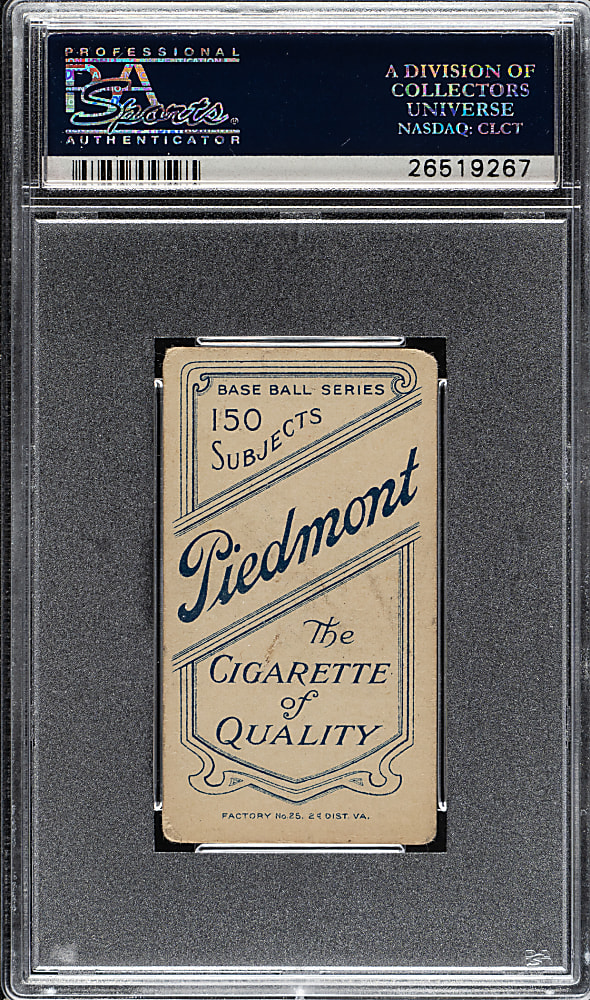 PROFESSIONAL
PSA
Sports
AUTHENTICATOR
A DIVISION OF
COLLECTORS
UNIVERSE
NASDAQ: CLCT
26519267
BASE BALL SERIES
150
SUBJECTS
Piedmont
The
CIGARETTE
of
QUALITY
FACTORY No. 25. 2d DIST. VA.